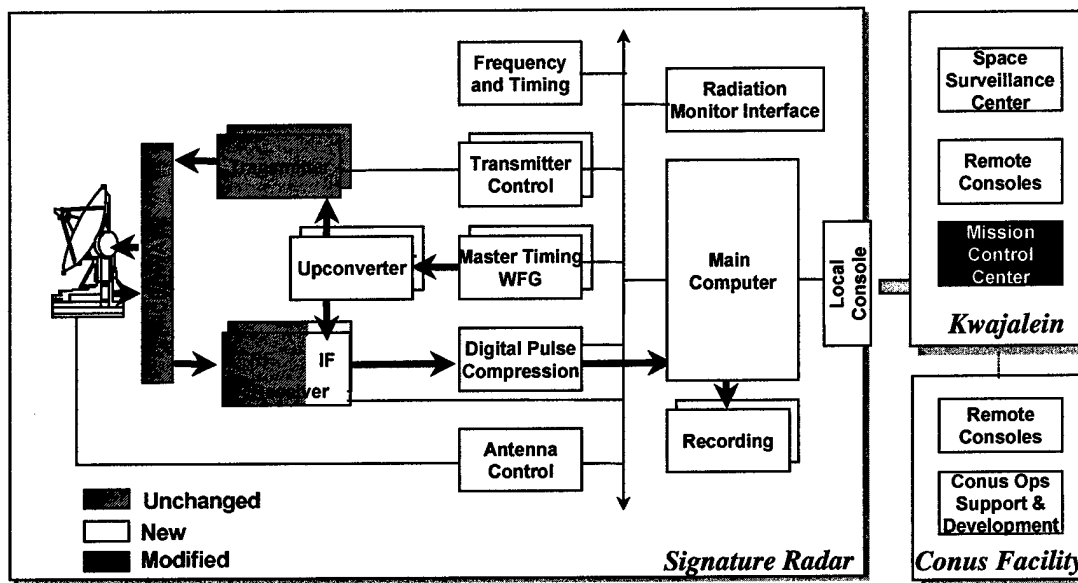 Frequency
and Timing
Radiation
Monitor Interface
Transmitter
Control
Upconverter
Master Timing
WFG
Main
Computer
Local
Console
IF
Digital Pulse
Compression
Recording
Antenna
Control
Unchanged
New
Modified
Signature Radar
Space
Surveillance
Center
Remote
Consoles
Mission
Control
Center
Kwajalein
Remote
Consoles
Conus Ops
Support &
Development
Conus Facility